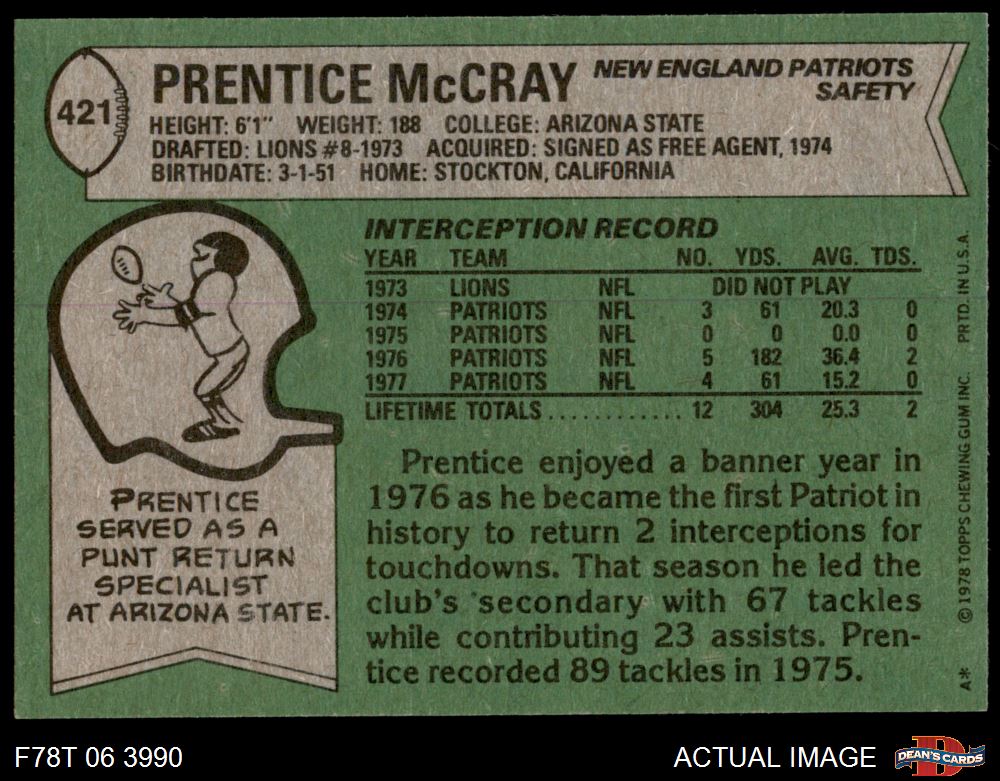 421
PRENTICE McCRAY
NEW ENGLAND PATRIOTS
SAFETY
HEIGHT: 6'1" WEIGHT: 188 COLLEGE: ARIZONA STATE
DRAFTED: LIONS #8-1973 ACQUIRED: SIGNED AS FREE AGENT, 1974
BIRTHDATE: 3-1-51 HOME: STOCKTON, CALIFORNIA
INTERCEPTION RECORD
YEAR TEAM NO. YDS. AVG. TDS.
1973 LIONS NFL DID NOT PLAY
1974 PATRIOTS NFL 3 61 20.3 0
1975 PATRIOTS NFL 0 0 0.0 0
1976 PATRIOTS NFL 5 182 36.4 2
1977 PATRIOTS NFL 4 61 15.2 0
LIFETIME TOTALS............ 12 304 25.3 2
Prentice enjoyed a banner year in
1976 as he became the first Patriot in
history to return 2 interceptions for
touchdowns. That season he led the
club's secondary with 67 tackles
while contributing 23 assists. Pren-
tice recorded 89 tackles in 1975.
PRENTICE
SERVED AS A
PUNT RETURN
SPECIALIST
AT ARIZONA STATE.
©1978 TOPPS CHEWING GUM INC. PRTD. IN U.S.A.
A*
F78T 06 3990
ACTUAL IMAGE
D
DEAN'S CARDS